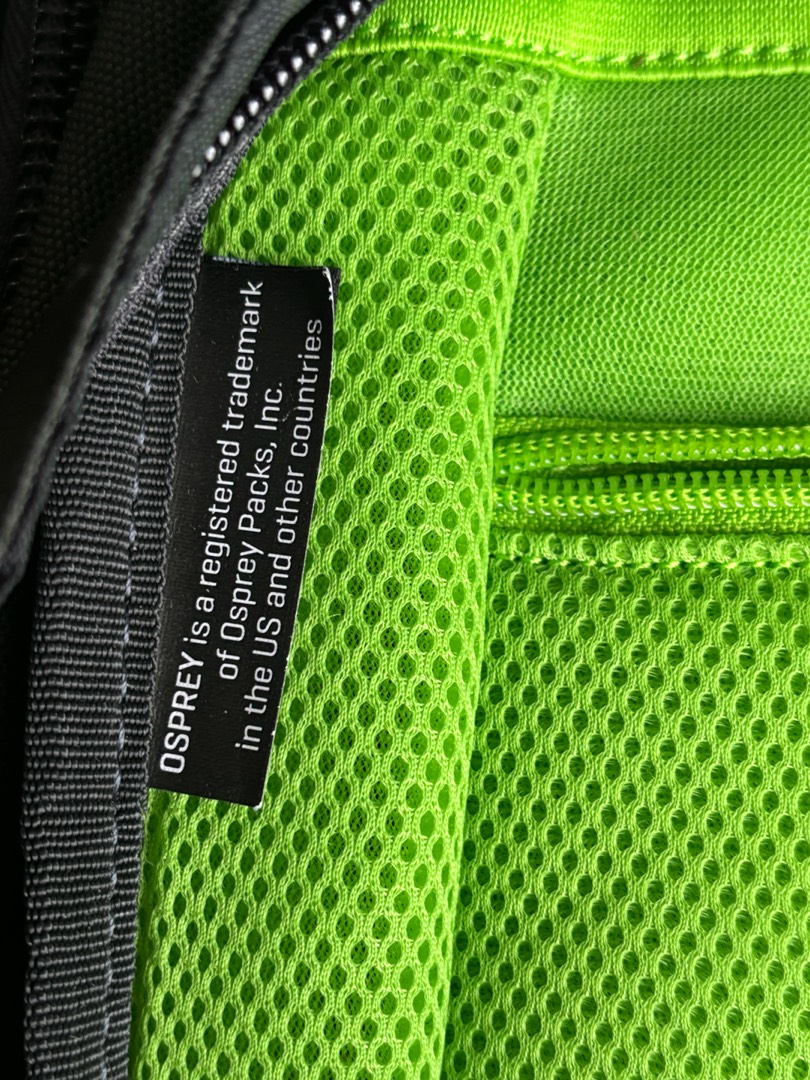 OSPREY is a registered trademark
of Osprey Packs, Inc.
in the US and other countries